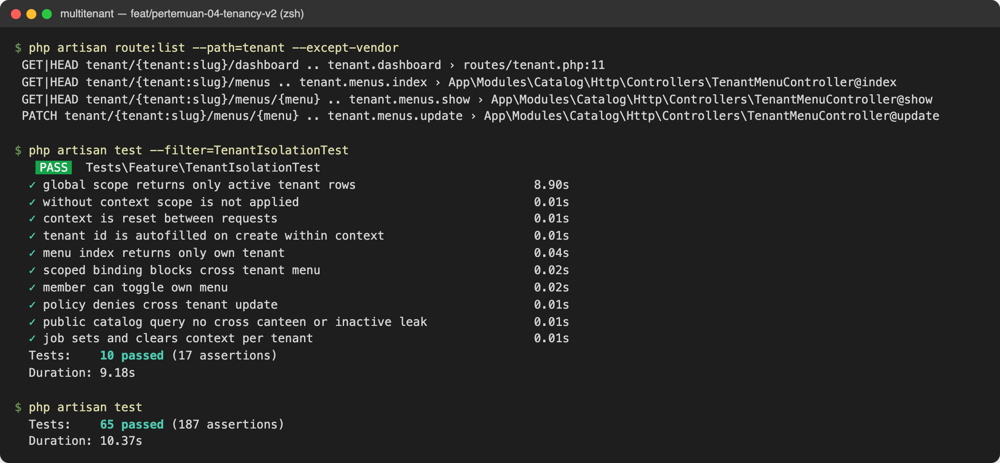 multitenant — feat/pertemuan-04-tenancy-v2 (zsh)
$ php artisan route:list --path=tenant --except-vendor
GET|HEAD tenant/{tenant:slug}/dashboard .. tenant.dashboard › routes/tenant.php:11
GET|HEAD tenant/{tenant:slug}/menus .. tenant.menus.index › App\Modules\Catalog\Http\Controllers\TenantMenuController@index
GET|HEAD tenant/{tenant:slug}/menus/{menu} .. tenant.menus.show › App\Modules\Catalog\Http\Controllers\TenantMenuController@show
PATCH tenant/{tenant:slug}/menus/{menu} .. tenant.menus.update › App\Modules\Catalog\Http\Controllers\TenantMenuController@update
$ php artisan test --filter=TenantIsolationTest
PASS Tests\Feature\TenantIsolationTest
✓ global scope returns only active tenant rows 8.90s
✓ without context scope is not applied 0.01s
✓ context is reset between requests 0.01s
✓ tenant id is autofilled on create within context 0.01s
✓ menu index returns only own tenant 0.04s
✓ scoped binding blocks cross tenant menu 0.02s
✓ member can toggle own menu 0.02s
✓ policy denies cross tenant update 0.01s
✓ public catalog query no cross canteen or inactive leak 0.01s
✓ job sets and clears context per tenant 0.01s
Tests: 10 passed (17 assertions)
Duration: 9.18s
$ php artisan test
Tests: 65 passed (187 assertions)
Duration: 10.37s